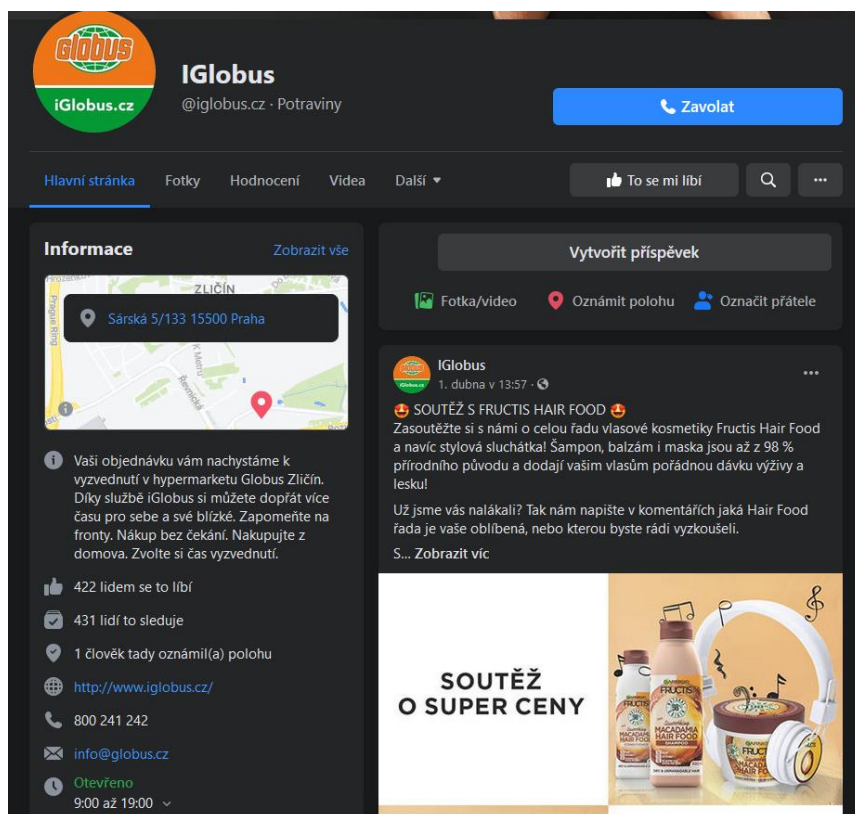 Globus
iGlobus.cz
IGlobus
@iglobus.cz · Potraviny
Zavolat
Hlavní stránka
Fotky
Hodnocení
Videa
Další
To se mi líbí
Informace
Zobrazit vše
ZLIČÍN
Prague Ring
K Metru
Řevnická
Sárská 5/133 15500 Praha
Vaši objednávku vám nachystáme k
vyzvednutí v hypermarketu Globus Zličín.
Díky službě iGlobus si můžete dopřát více
času pro sebe a své blízké. Zapomeňte na
fronty. Nákup bez čekání. Nakupujte z
domova. Zvolte si čas vyzvednutí.
422 lidem se to líbí
431 lidí to sleduje
1 člověk tady oznámil(a) polohu
http://www.iglobus.cz/
800 241 242
info@globus.cz
Otevřeno
9:00 až 19:00
Vytvořit příspěvek
Fotka/video
Oznámit polohu
Označit přátele
IGlobus
1. dubna v 13:57 ·
SOUTĚŽ S FRUCTIS HAIR FOOD
Zasoutěžte si s námi o celou řadu vlasové kosmetiky Fructis Hair Food
a navíc stylová sluchátka! Šampon, balzám i maska jsou až z 98 %
přírodního původu a dodají vašim vlasům pořádnou dávku výživy a
lesku!
Už jsme vás nalákali? Tak nám napište v komentářích jaká Hair Food
řada je vaše oblíbená, nebo kterou byste rádi vyzkoušeli.
S... Zobrazit víc
SOUTĚŽ
O SUPER CENY
GARNIER
FRUCTIS
MACADAMIA
HAIR FOOD
SHAMPOO